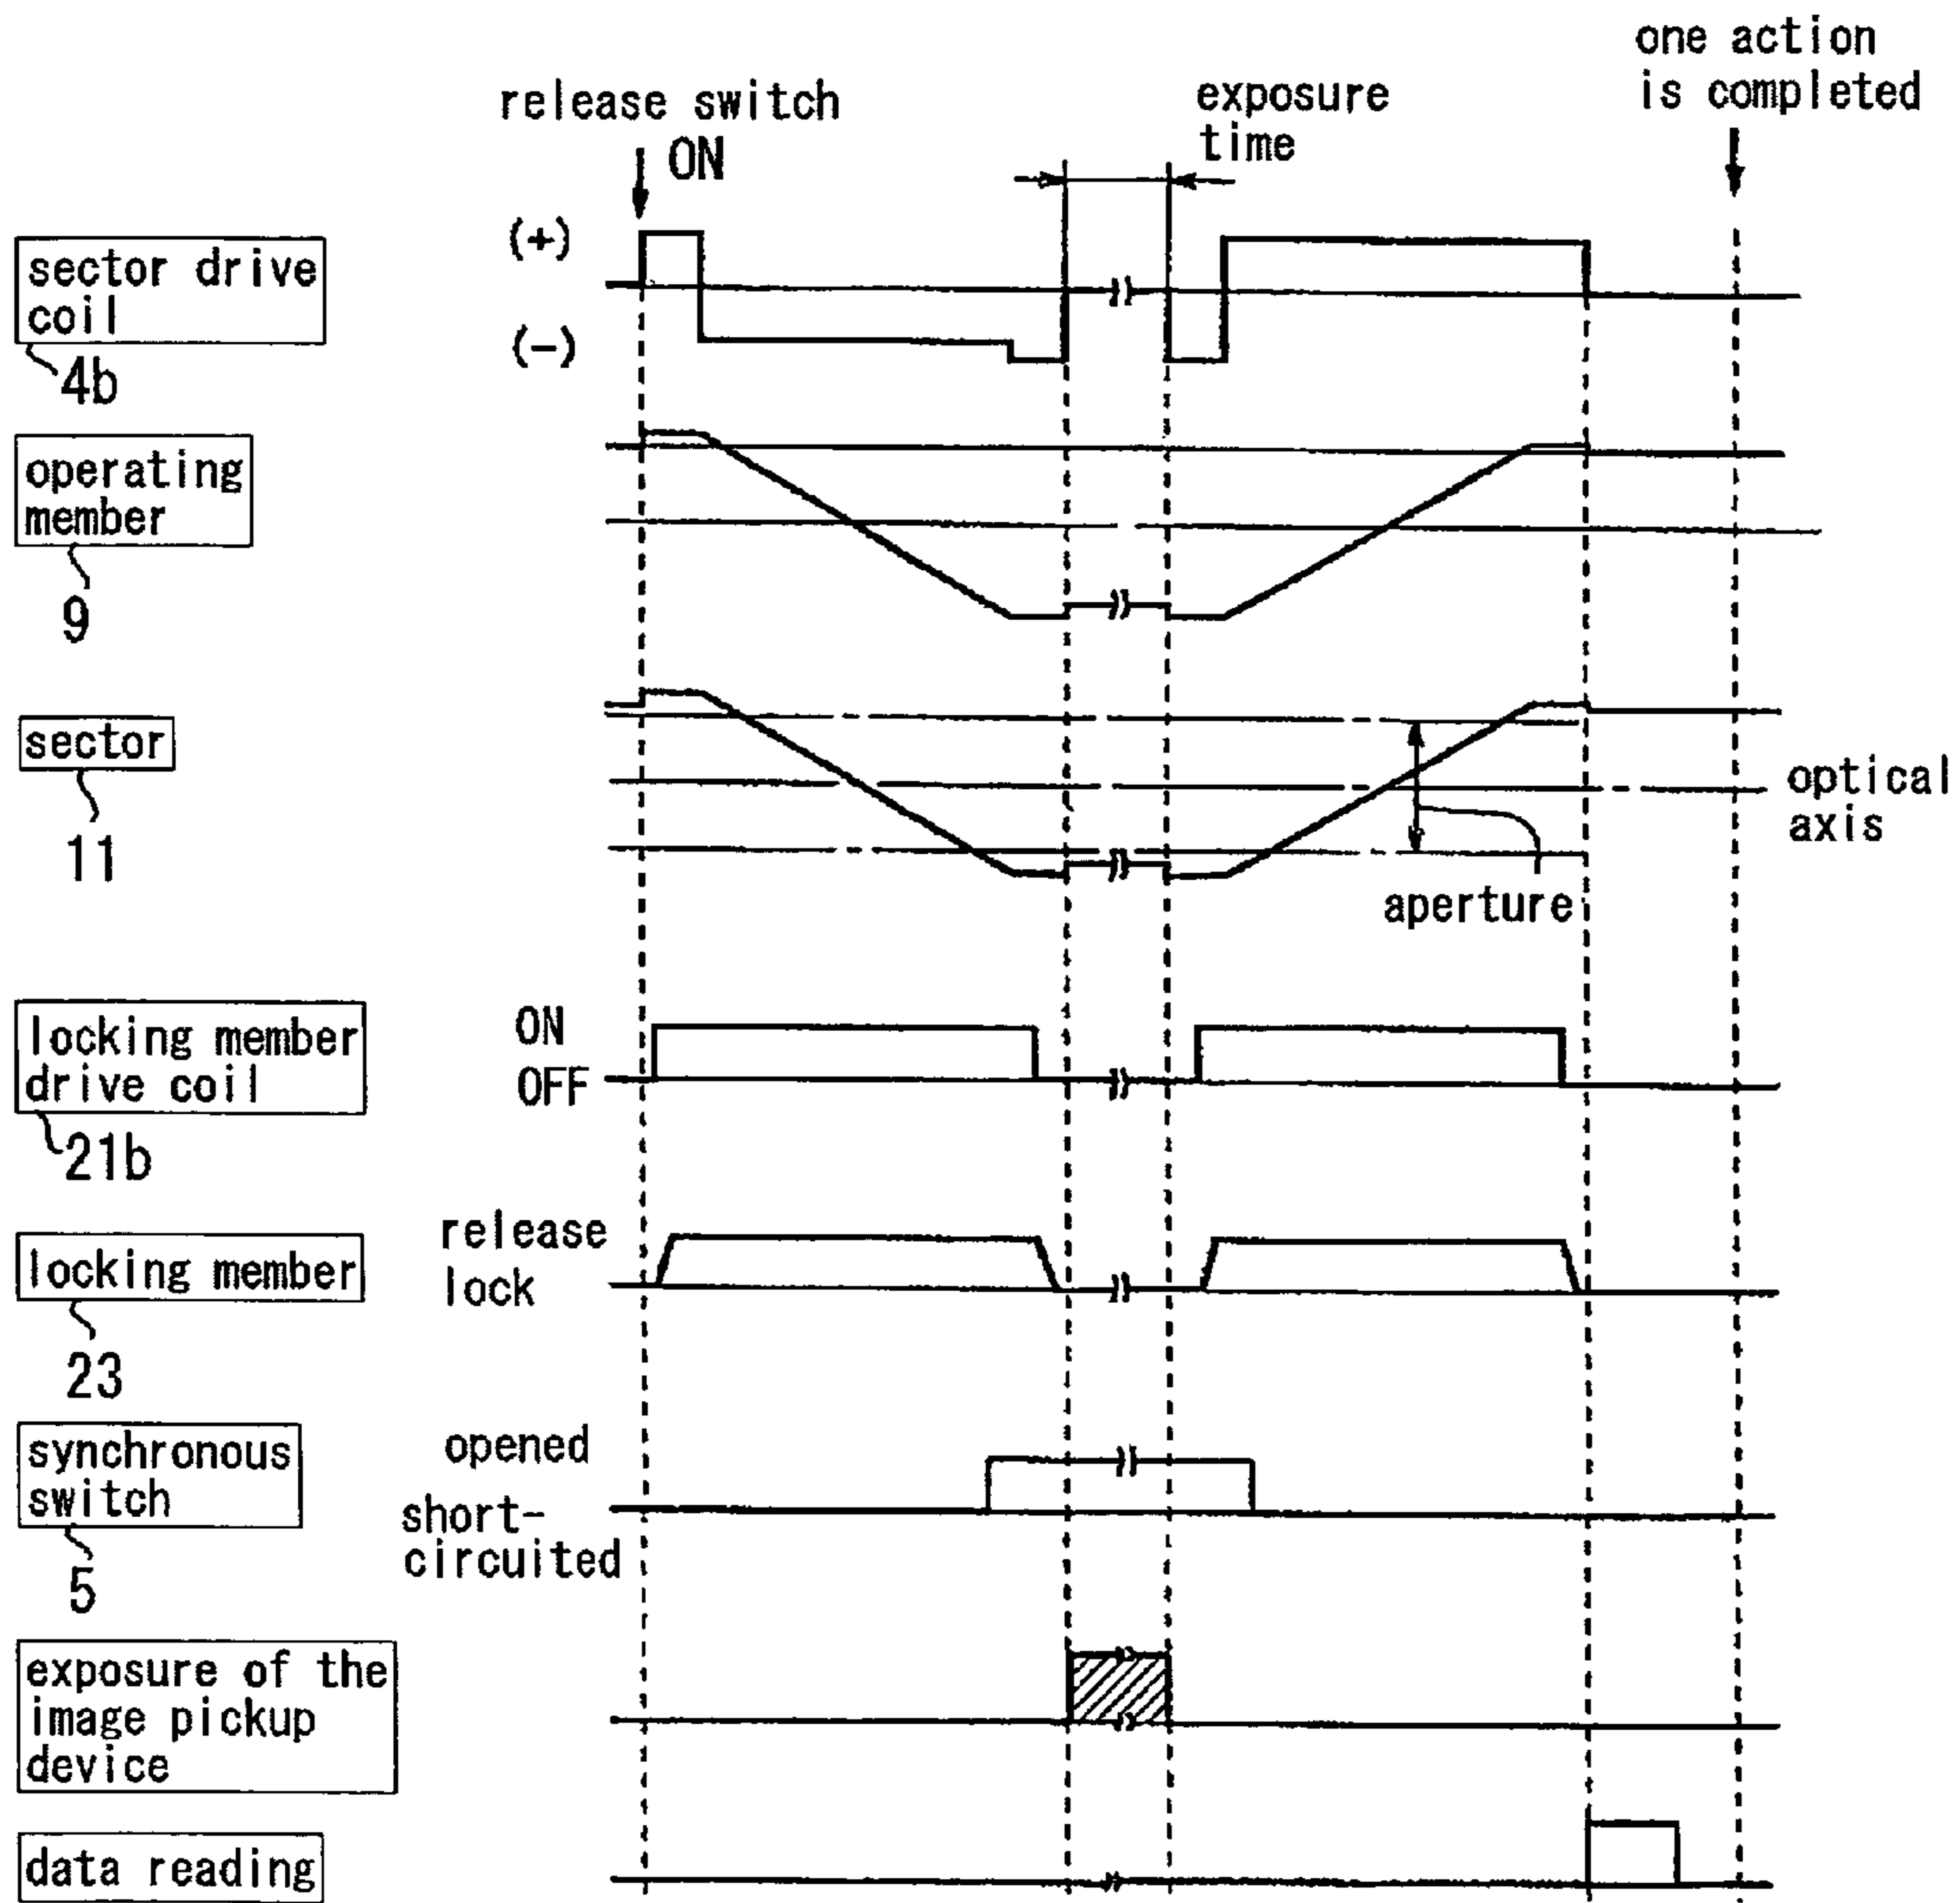 one action
is completed
release switch
ON
exposure
time
(+)
sector drive
coil
(-)
4b
operating
member
9
sector
11
optical
axis
aperture
locking member
drive coil
21b
ON
OFF
locking member
23
release
lock
synchronous
switch
5
opened
short-
circuited
exposure of the
image pickup
device
data reading